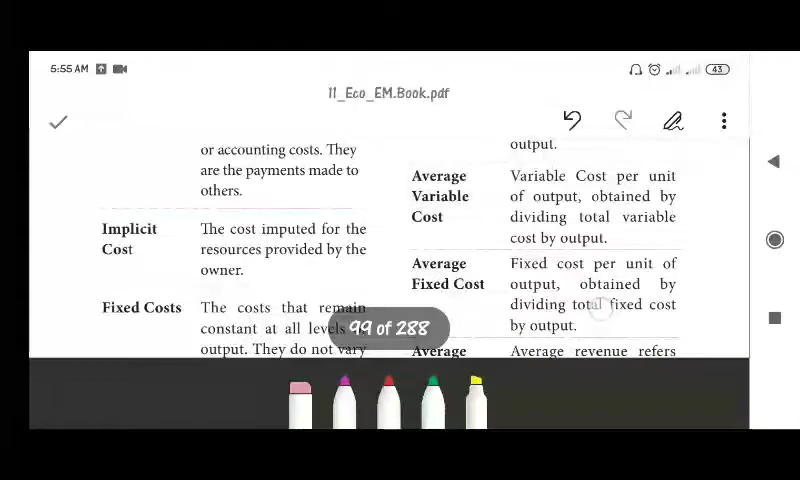 5:55 AM
43
11_Eco_EM.Book.pdf
or accounting costs. They
are the payments made to
others.
Implicit
Cost
The cost imputed for the
resources provided by the
owner.
Fixed Costs
The costs that remain
constant at all levels
output. They do not vary
output.
Average
Variable
Cost
Variable Cost per unit
of output, obtained by
dividing total variable
cost by output.
Average
Fixed Cost
Fixed cost per unit of
output, obtained by
dividing total fixed cost
by output.
Average
Average revenue refers
99 of 288